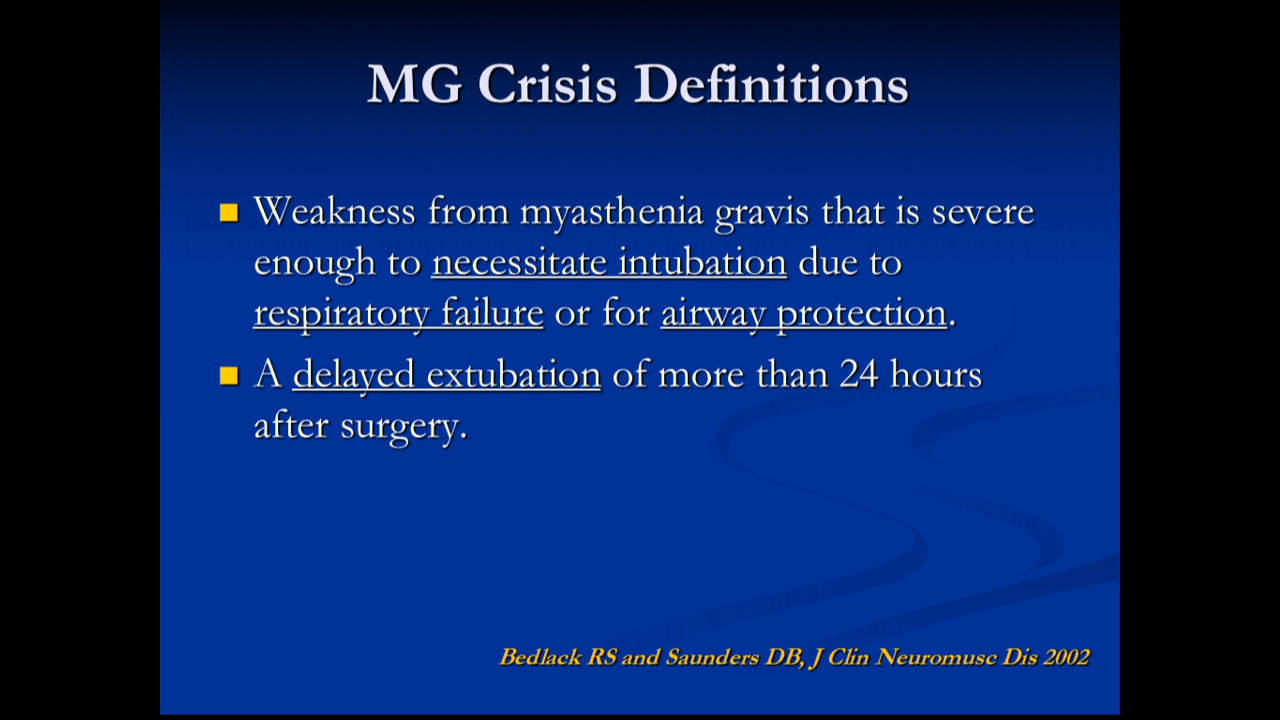 MG Crisis Definitions
Weakness from myasthenia gravis that is severe
enough to necessitate intubation due to
respiratory failure or for airway protection.
A delayed extubation of more than 24 hours
after surgery.
Bedlack RS and Saunders DB, J Clin Neuromusc Dis 2002